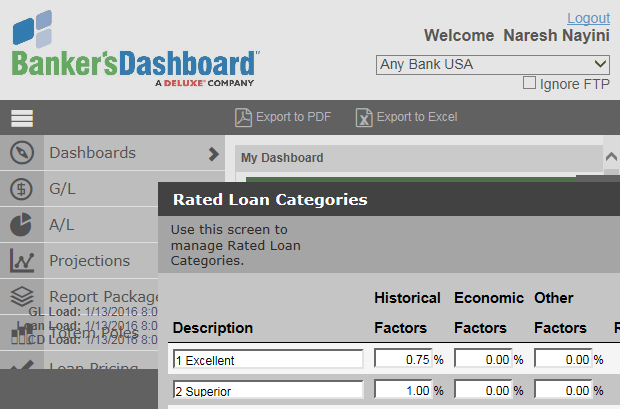 Logout
Welcome Naresh Nayini
Banker'sDashboard™
A DELUXE® COMPANY
Any Bank USA
Ignore FTP
Export to PDF
Export to Excel
Dashboards
My Dashboard
G/L
Rated Loan Categories
A/L
Use this screen to
manage Rated Loan
Categories.
Projections
Report Package
Historical Economic Other
GL Load: 1/13/2016 8:0
Loan Load: 1/13/2016 8:0
Totem Poles
Description Factors Factors Factors
CD Load: 1/13/2016 8:0
Loan Pricing
1 Excellent 0.75 % 0.00 % 0.00 %
2 Superior 1.00 % 0.00 % 0.00 %